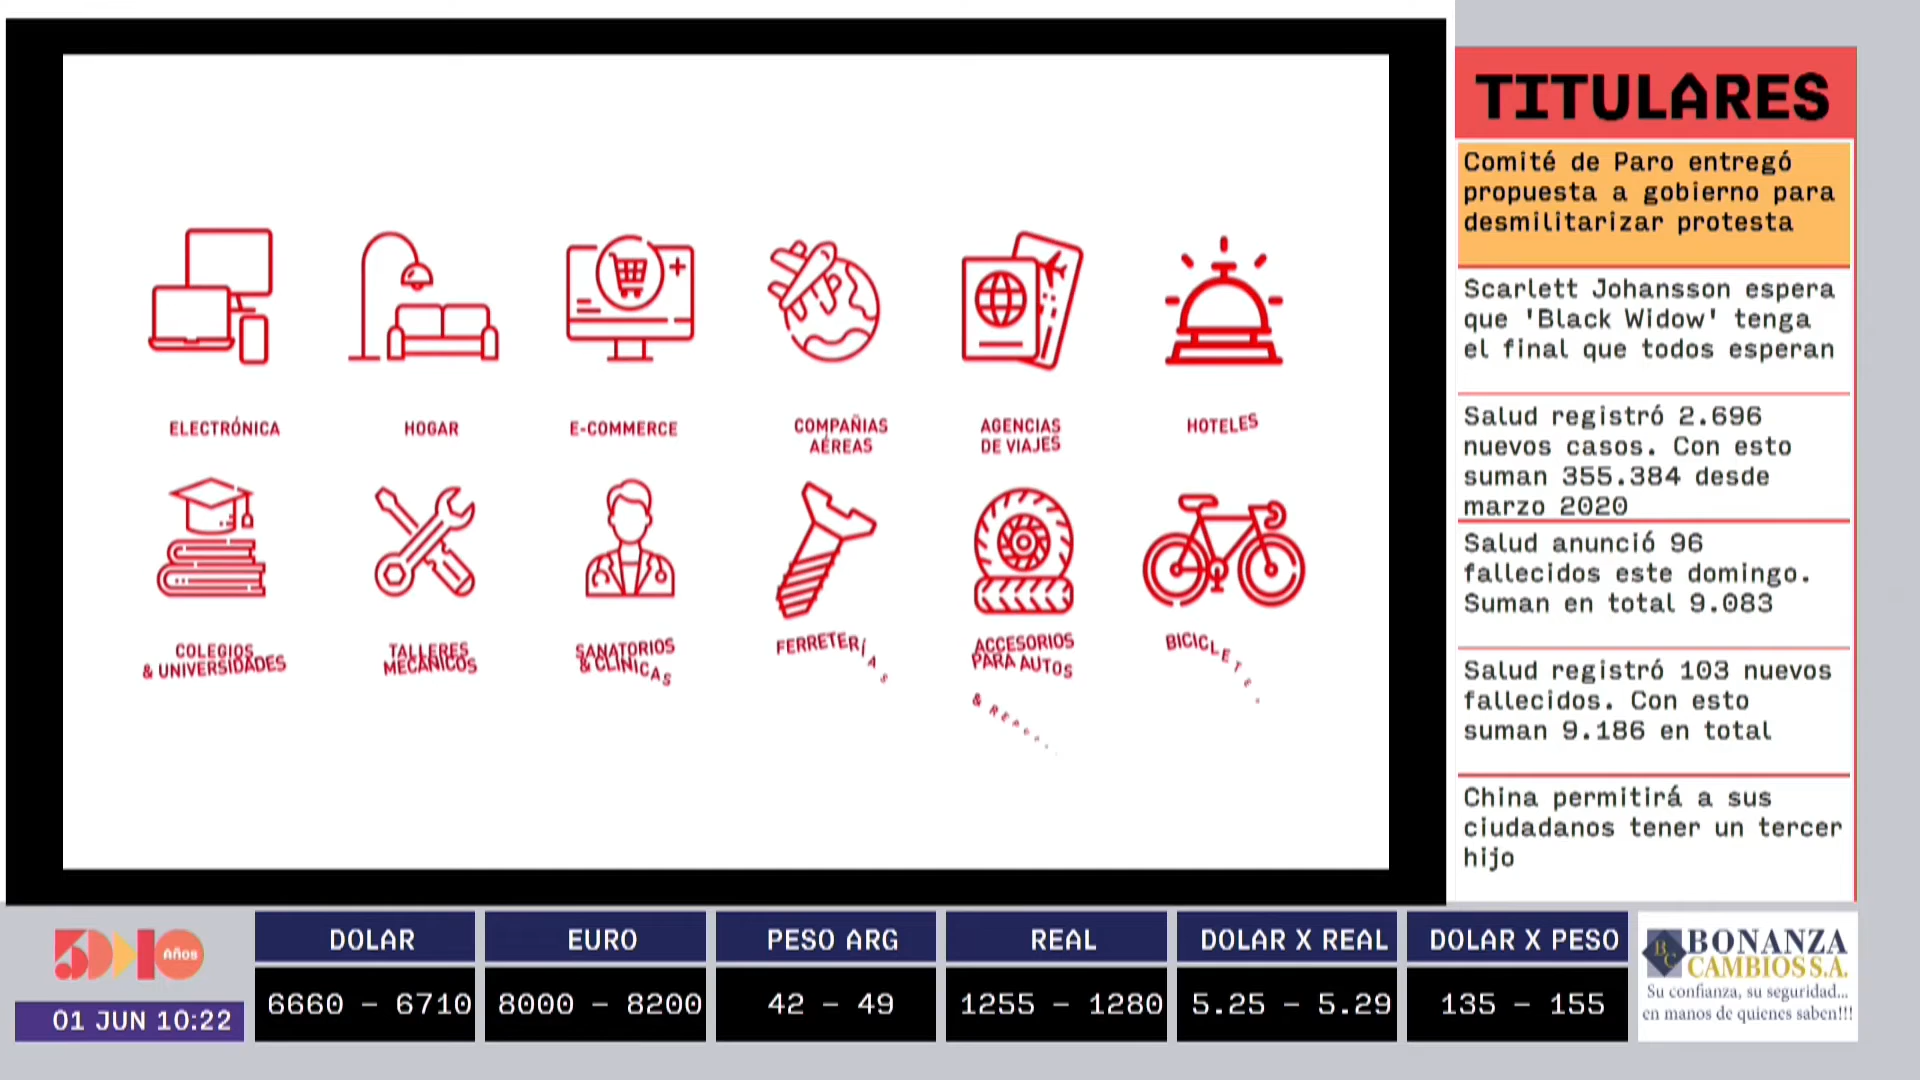 ELECTRÓNICA
HOGAR
E-COMMERCE
COMPAÑIAS
AÉREAS
AGENCIAS
DE VIAJES
HOTELES
COLEGIOS
& UNIVERSIDADES
TALLERES
MECÁNICOS
SANATORIOS
& CLÍNICAS
FERRETERÍAS
ACCESORIOS
PARA AUTOS
&
BICICLETE
TITULARES
Comité de Paro entregó
propuesta a gobierno para
desmilitarizar protesta
Scarlett Johansson espera
que 'Black Widow' tenga
el final que todos esperan
Salud registró 2.696
nuevos casos. Con esto
suman 355.384 desde
marzo 2020
Salud anunció 96
fallecidos este domingo.
Suman en total 9.083
Salud registró 103 nuevos
fallecidos. Con esto
suman 9.186 en total
China permitirá a sus
ciudadanos tener un tercer
hijo
Años
01 JUN 10:22
DOLAR
6660 - 6710
EURO
8000 - 8200
PESO ARG
42 - 49
REAL
1255 - 1280
DOLAR X REAL
5.25 - 5.29
DOLAR X PESO
135 - 155
BC
BONANZA
CAMBIOS S.A.
Su confianza, su seguridad...
en manos de quienes saben!!!